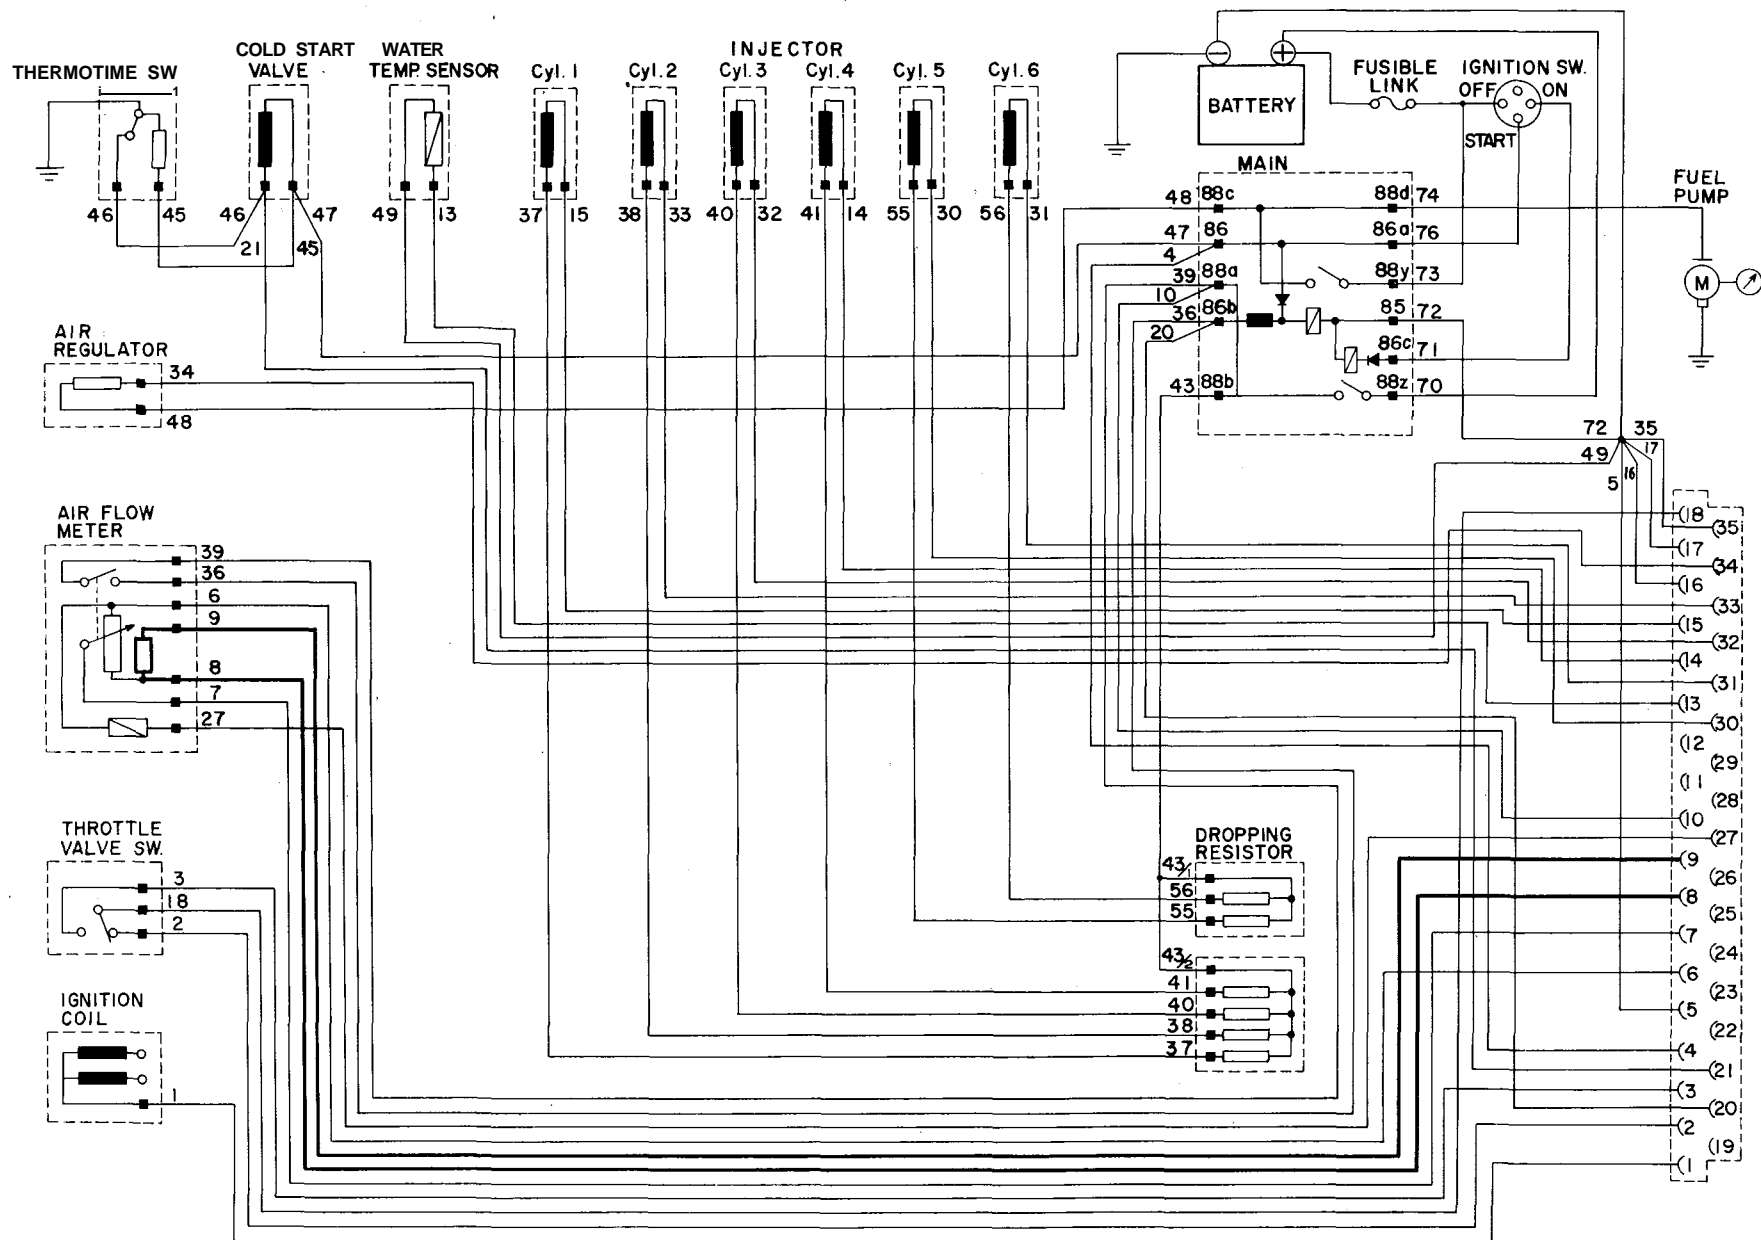 THERMOTIME SW
COLD START
VALVE
WATER
TEMP. SENSOR
INJECTOR
Cyl. 1
Cyl. 2
Cyl. 3
Cyl. 4
Cyl. 5
Cyl. 6
BATTERY
FUSIBLE
LINK
IGNITION SW.
OFF
ON
START
MAIN
FUEL
PUMP
M
46
45
46
47
21
45
49
13
37
15
38
33
40
32
41
14
55
30
56
31
48
88c
88d
74
47
86
86a
76
4
39
88a
88y
73
10
36
86b
85
72
20
86c
71
43
88b
88z
70
AIR
REGULATOR
34
48
72
35
17
49
16
5
AIR FLOW
METER
39
36
6
9
8
7
27
THROTTLE
VALVE SW.
3
18
2
IGNITION
COIL
1
DROPPING
RESISTOR
43/1
56
55
43/2
41
40
38
37
18
35
17
34
16
33
15
32
14
31
13
30
12
29
11
28
10
27
9
26
8
25
7
24
6
23
5
22
4
21
3
20
2
19
1